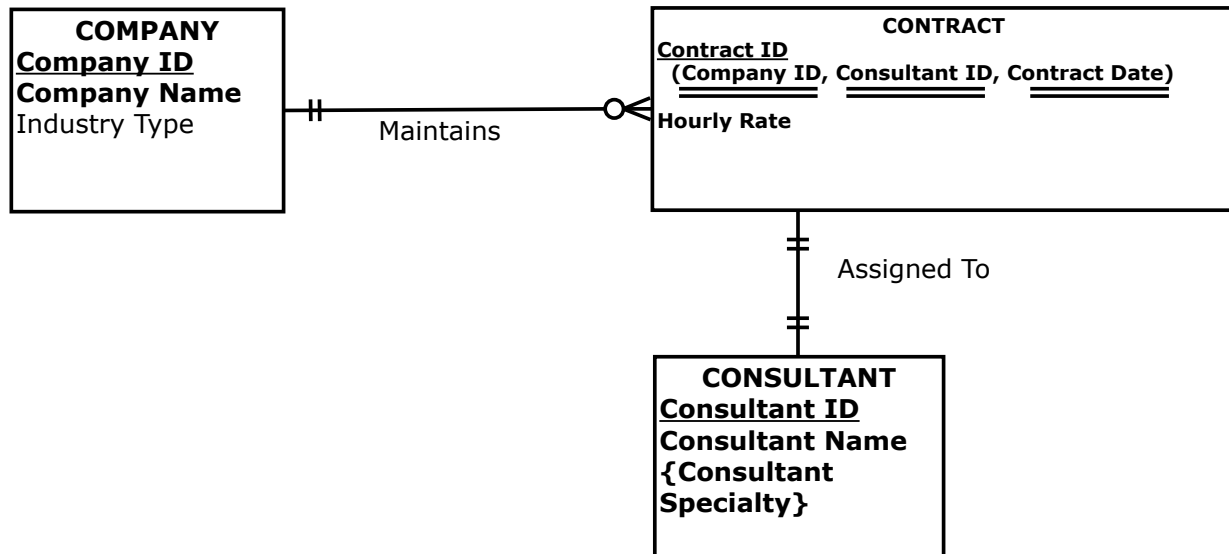 COMPANY
Company ID
Company Name
Industry Type
Maintains
CONTRACT
Contract ID
(Company ID, Consultant ID, Contract Date)
Hourly Rate
Assigned To
CONSULTANT
Consultant ID
Consultant Name
{Consultant
Specialty}